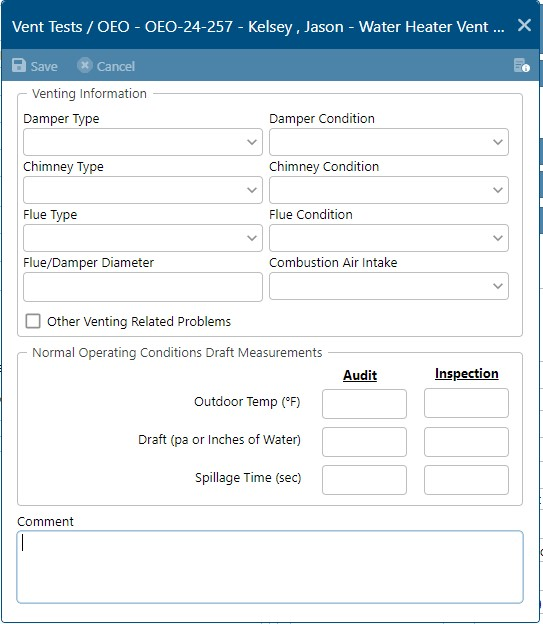 Vent Tests / OEO - OEO-24-257 - Kelsey , Jason - Water Heater Vent ...
Save Cancel
Venting Information
Damper Type Damper Condition
Chimney Type Chimney Condition
Flue Type Flue Condition
Flue/Damper Diameter Combustion Air Intake
Other Venting Related Problems
Normal Operating Conditions Draft Measurements
Audit Inspection
Outdoor Temp (°F)
Draft (pa or Inches of Water)
Spillage Time (sec)
Comment